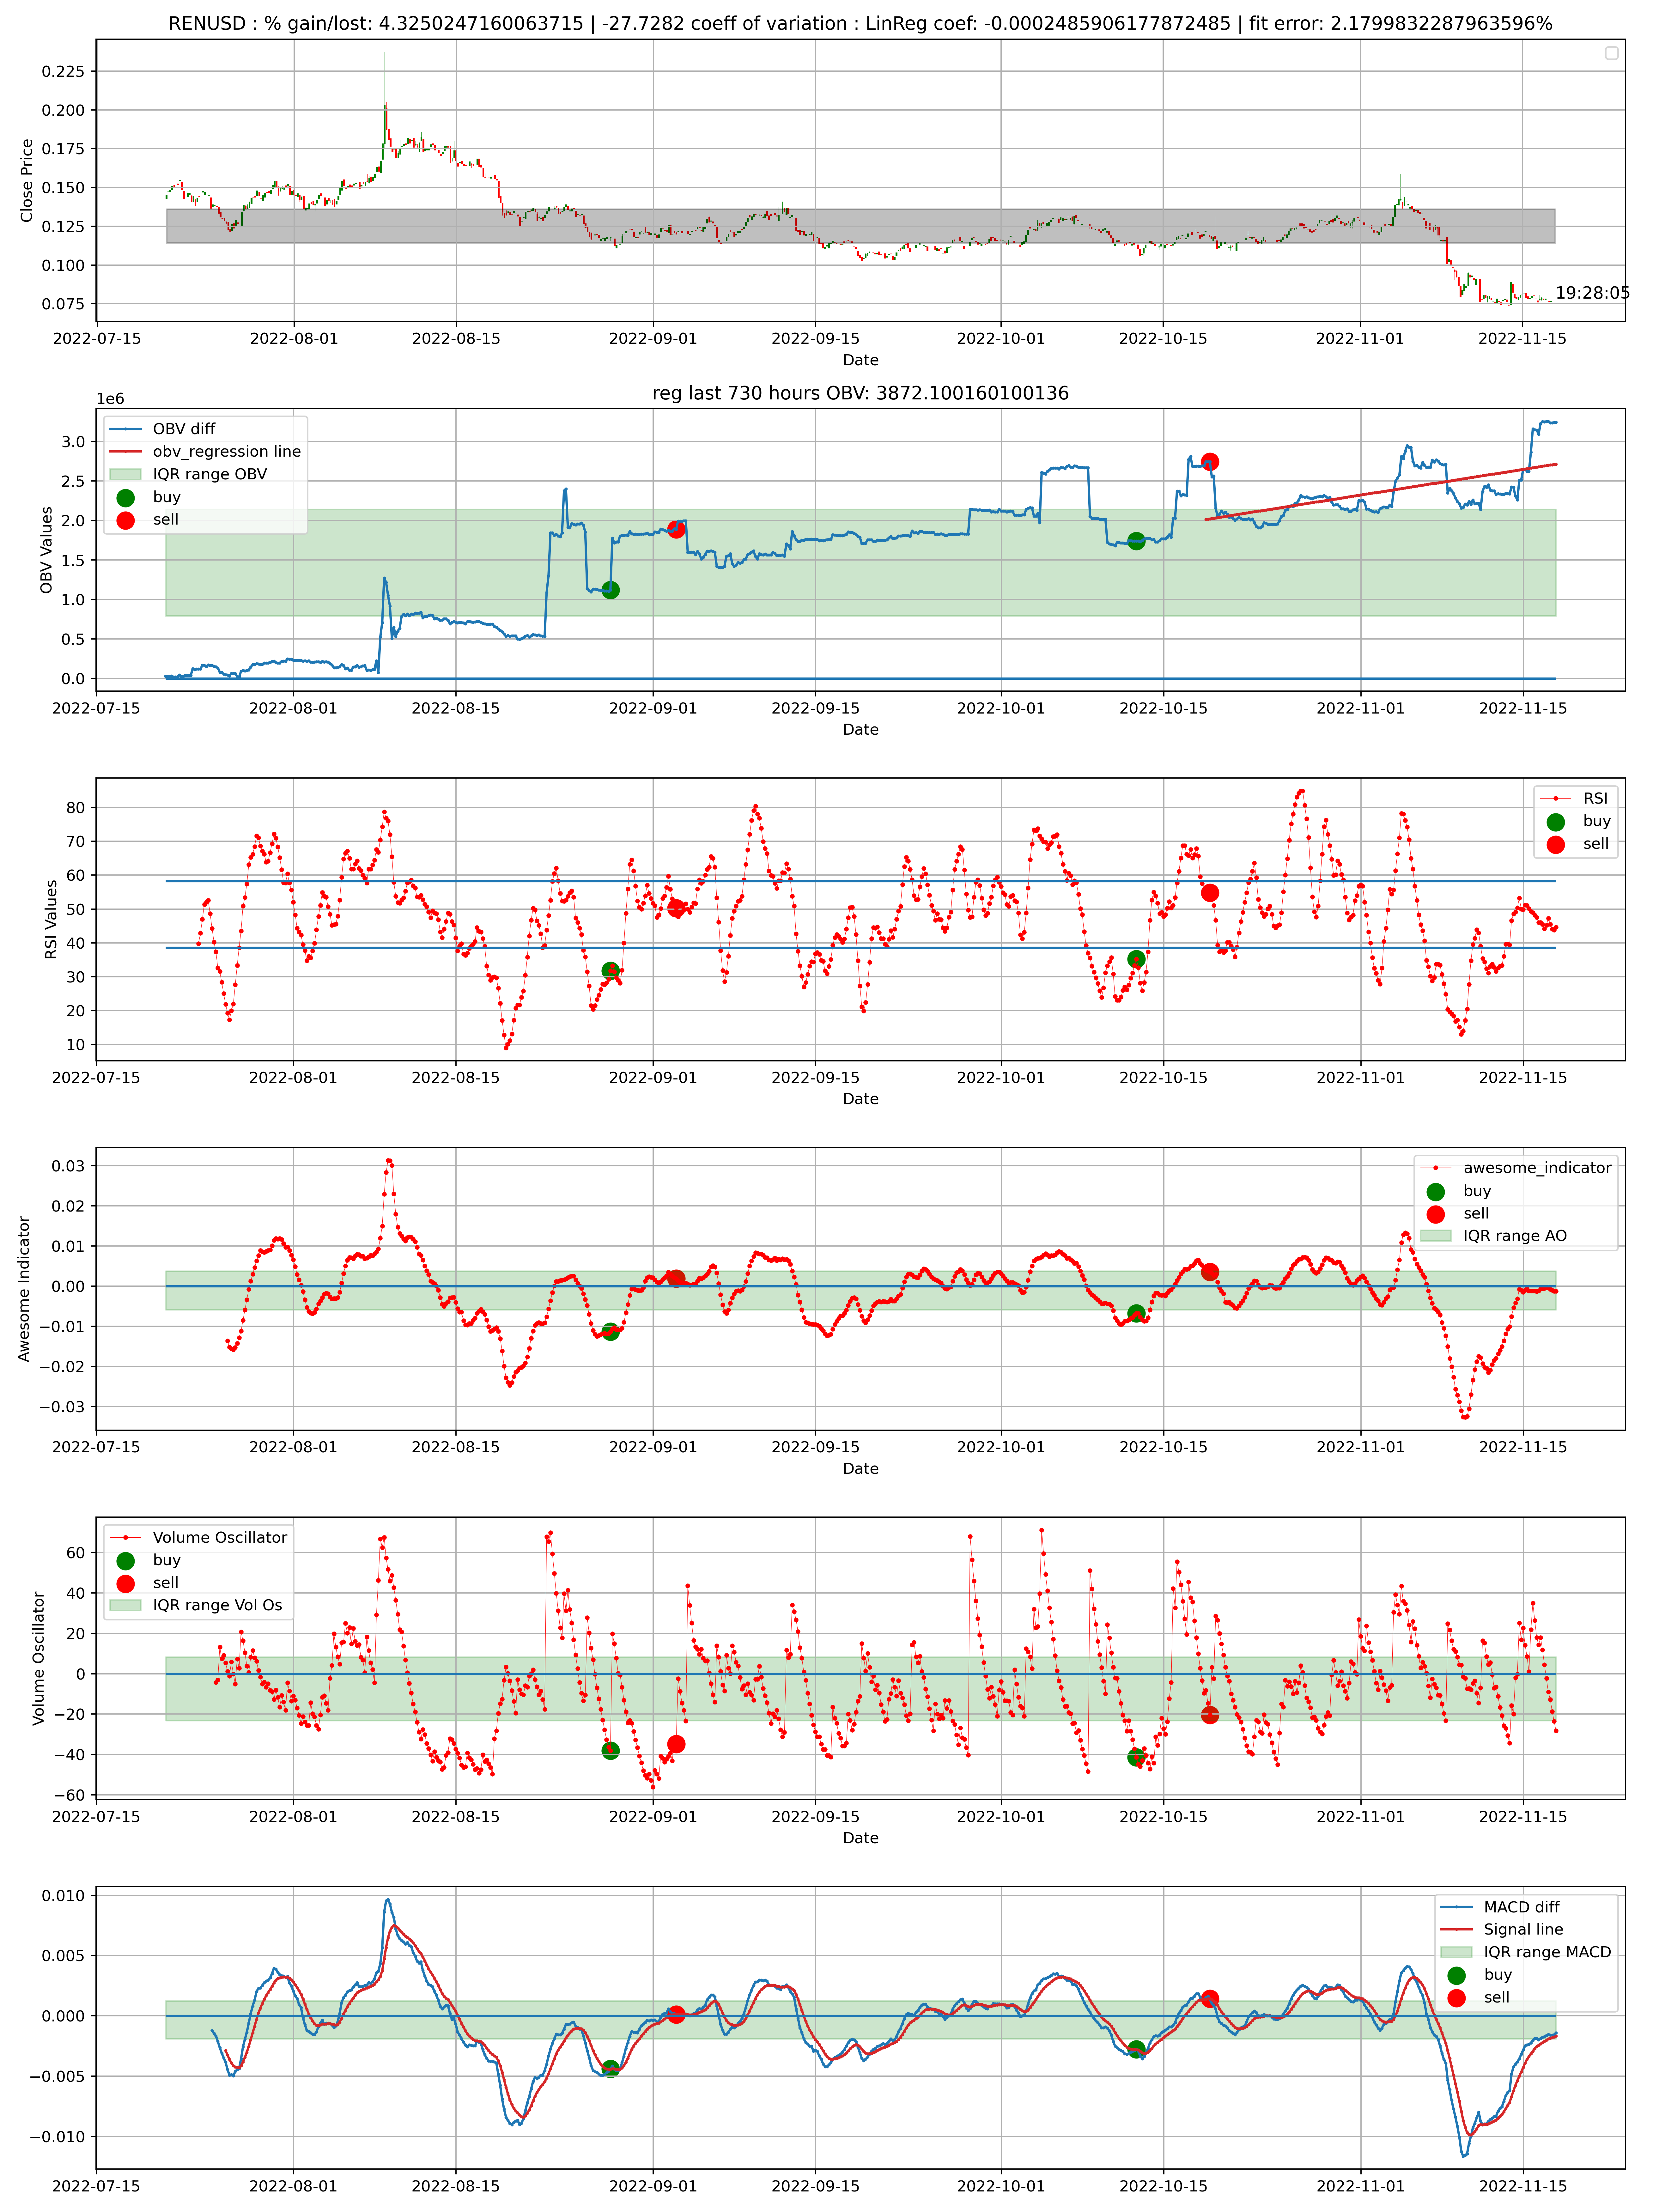 RENUSD : % gain/lost: 4.3250247160063715 | -27.7282 coeff of variation : LinReg coef: -0.0002485906177872485 | fit error: 2.1799832287963596%
Close Price
0.225
0.200
0.175
0.150
0.125
0.100
0.075
19:28:05
2022-07-15 2022-08-01 2022-08-15 2022-09-01 2022-09-15 2022-10-01 2022-10-15 2022-11-01 2022-11-15
Date
reg last 730 hours OBV: 3872.100160100136
1e6
OBV Values
3.0
2.5
2.0
1.5
1.0
0.5
0.0
OBV diff
obv_regression line
IQR range OBV
buy
sell
2022-07-15 2022-08-01 2022-08-15 2022-09-01 2022-09-15 2022-10-01 2022-10-15 2022-11-01 2022-11-15
Date
RSI Values
80
70
60
50
40
30
20
10
RSI
buy
sell
2022-07-15 2022-08-01 2022-08-15 2022-09-01 2022-09-15 2022-10-01 2022-10-15 2022-11-01 2022-11-15
Date
Awesome Indicator
0.03
0.02
0.01
0.00
−0.01
−0.02
−0.03
awesome_indicator
buy
sell
IQR range AO
2022-07-15 2022-08-01 2022-08-15 2022-09-01 2022-09-15 2022-10-01 2022-10-15 2022-11-01 2022-11-15
Date
Volume Oscillator
60
40
20
0
−20
−40
−60
Volume Oscillator
buy
sell
IQR range Vol Os
2022-07-15 2022-08-01 2022-08-15 2022-09-01 2022-09-15 2022-10-01 2022-10-15 2022-11-01 2022-11-15
Date
0.010
0.005
0.000
−0.005
−0.010
MACD diff
Signal line
IQR range MACD
buy
sell
2022-07-15 2022-08-01 2022-08-15 2022-09-01 2022-09-15 2022-10-01 2022-10-15 2022-11-01 2022-11-15